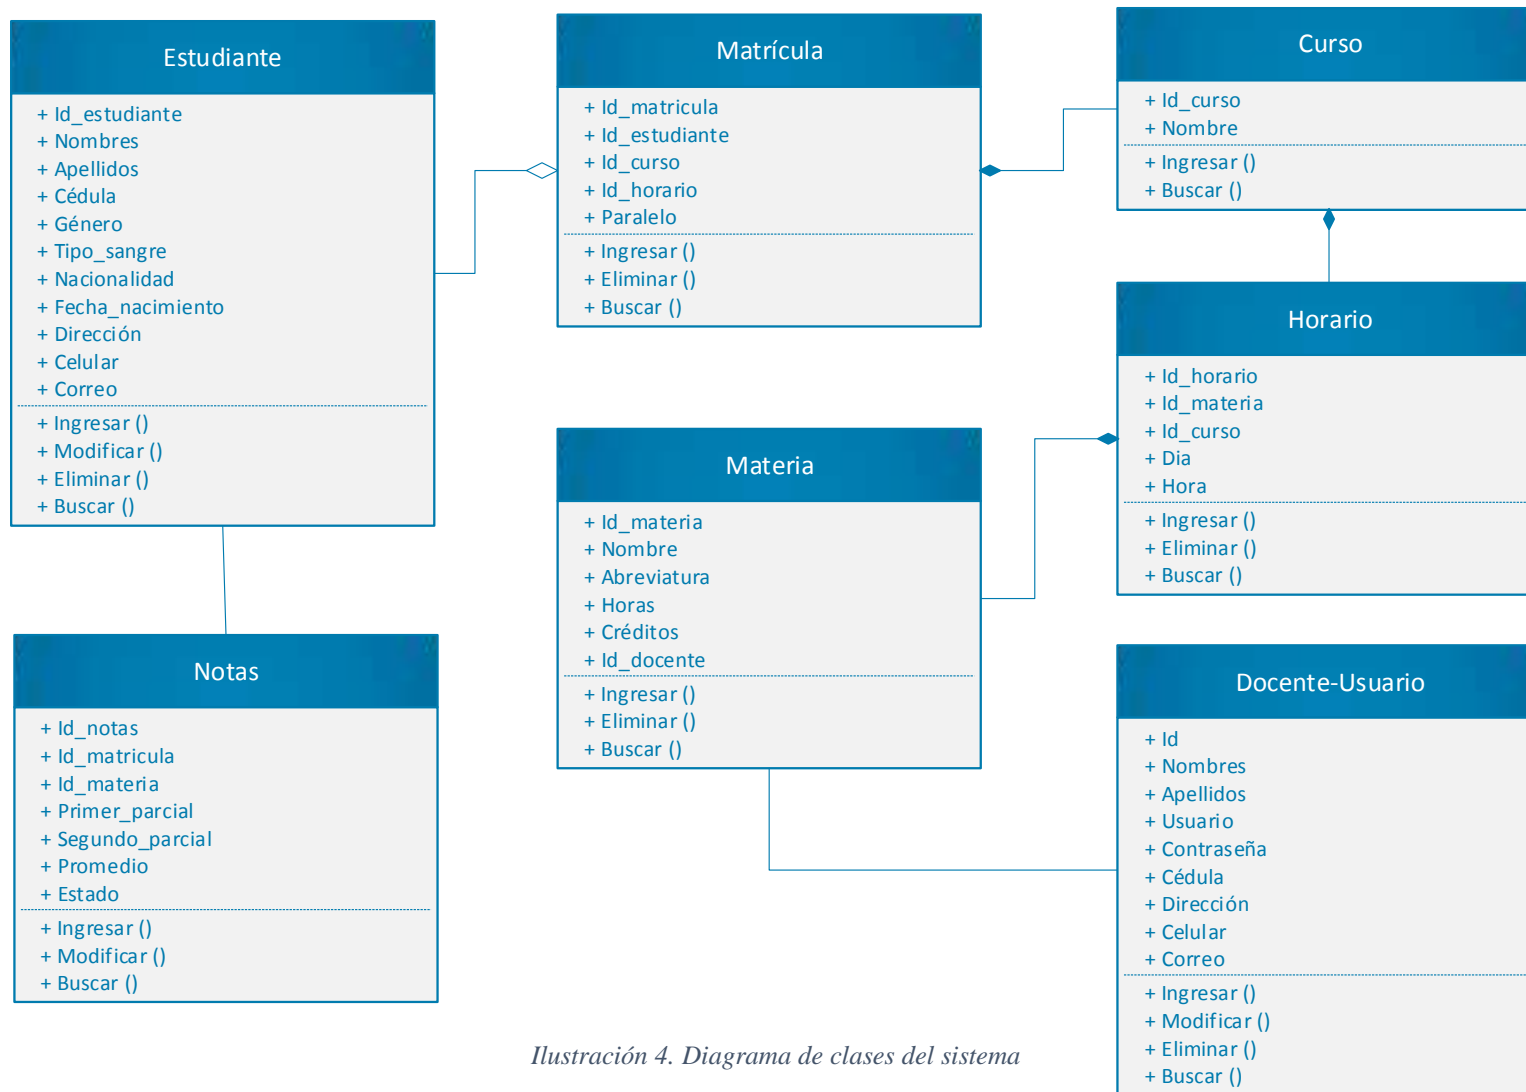 Estudiante
+ Id_estudiante
+ Nombres
+ Apellidos
+ Cédula
+ Género
+ Tipo_sangre
+ Nacionalidad
+ Fecha_nacimiento
+ Dirección
+ Celular
+ Correo
+ Ingresar ()
+ Modificar ()
+ Eliminar ()
+ Buscar ()
Matrícula
+ Id_matricula
+ Id_estudiante
+ Id_curso
+ Id_horario
+ Paralelo
+ Ingresar ()
+ Eliminar ()
+ Buscar ()
Curso
+ Id_curso
+ Nombre
+ Ingresar ()
+ Buscar ()
Horario
+ Id_horario
+ Id_materia
+ Id_curso
+ Dia
+ Hora
+ Ingresar ()
+ Eliminar ()
+ Buscar ()
Materia
+ Id_materia
+ Nombre
+ Abreviatura
+ Horas
+ Créditos
+ Id_docente
+ Ingresar ()
+ Eliminar ()
+ Buscar ()
Notas
+ Id_notas
+ Id_matricula
+ Id_materia
+ Primer_parcial
+ Segundo_parcial
+ Promedio
+ Estado
+ Ingresar ()
+ Modificar ()
+ Buscar ()
Docente-Usuario
+ Id
+ Nombres
+ Apellidos
+ Usuario
+ Contraseña
+ Cédula
+ Dirección
+ Celular
+ Correo
+ Ingresar ()
+ Modificar ()
+ Eliminar ()
+ Buscar ()
Ilustración 4. Diagrama de clases del sistema